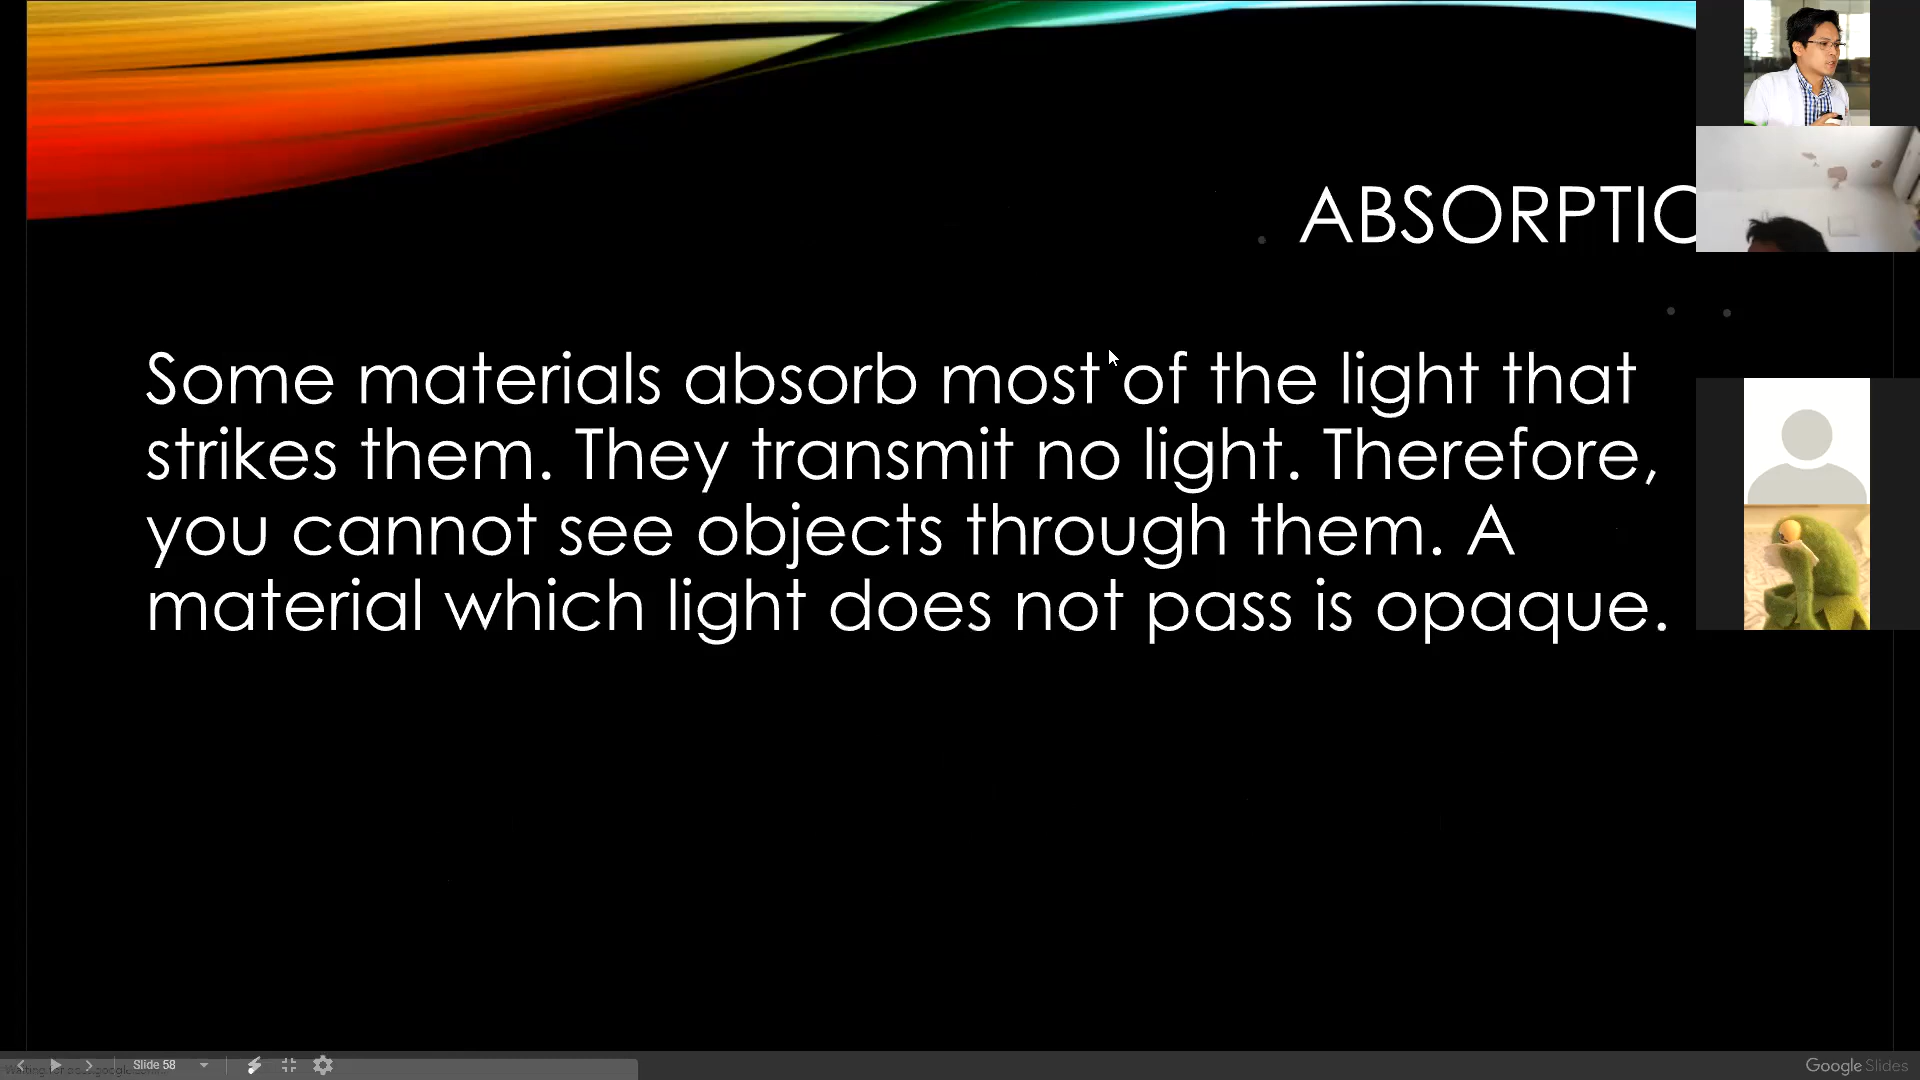 ABSORPTIO
Some materials absorb most of the light that
strikes them. They transmit no light. Therefore,
you cannot see objects through them. A
material which light does not pass is opaque.
Slide 58
Google Slides